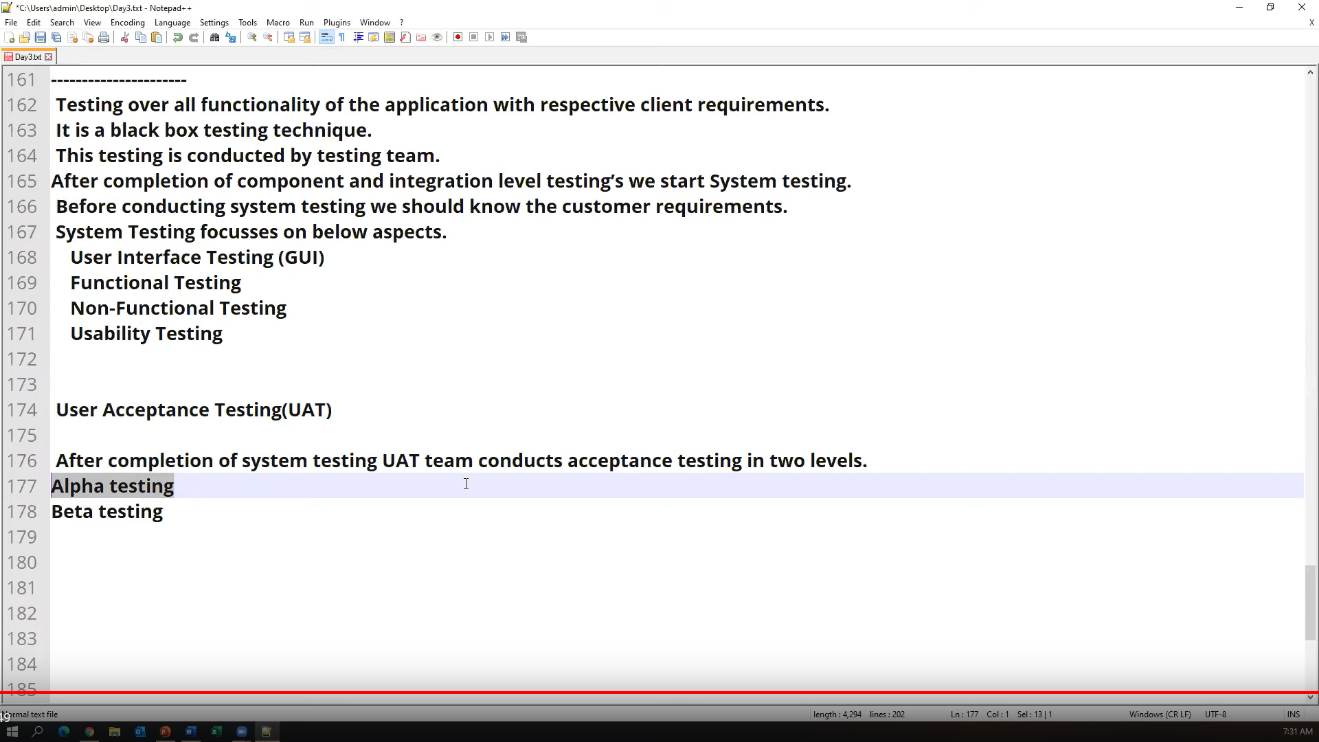 *C:\Users\admin\Desktop\Day3.txt - Notepad++
File Edit Search View Encoding Language Settings Tools Macro Run Plugins Window ? X
Day3.txt
161 ----------------------
162 Testing over all functionality of the application with respective client requirements.
163 It is a black box testing technique.
164 This testing is conducted by testing team.
165 After completion of component and integration level testing’s we start System testing.
166 Before conducting system testing we should know the customer requirements.
167 System Testing focusses on below aspects.
168 User Interface Testing (GUI)
169 Functional Testing
170 Non-Functional Testing
171 Usability Testing
172
173
174 User Acceptance Testing(UAT)
175
176 After completion of system testing UAT team conducts acceptance testing in two levels.
177 Alpha testing
178 Beta testing
179
180
181
182
183
184
185
text file length : 4,294 lines : 202 Ln : 177 Col : 1 Sel : 13 | 1 Windows (CR LF) UTF-8 INS
7:31 AM